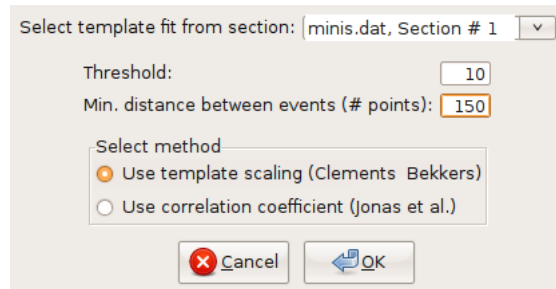 Select template fit from section: minis.dat, Section # 1
Threshold: 10
Min. distance between events (# points): 150
Select method
Use template scaling (Clements Bekkers)
Use correlation coefficient (Jonas et al.)
Cancel OK